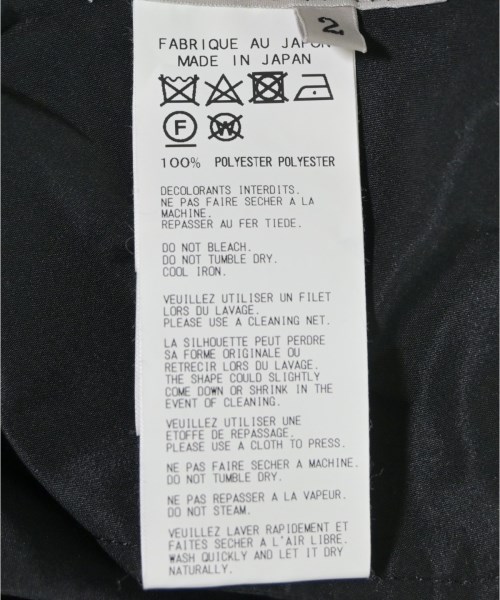 2
FABRIQUE AU JAPON
MADE IN JAPAN
F W
100% POLYESTER POLYESTER
DECOLORANTS INTERDITS.
NE PAS FAIRE SECHER A LA
MACHINE.
REPASSER AU FER TIEDE.
DO NOT BLEACH.
DO NOT TUMBLE DRY.
COOL IRON.
VEUILLEZ UTILISER UN FILET
LORS DU LAVAGE.
PLEASE USE A CLEANING NET.
LA SILHOUETTE PEUT PERDRE
SA FORME ORIGINALE OU
RETRECIR LORS DU LAVAGE.
THE SHAPE COULD SLIGHTLY
COME DOWN OR SHRINK IN THE
EVENT OF CLEANING.
VEUILLEZ UTILISER UNE
ETOFFE DE REPASSAGE.
PLEASE USE A CLOTH TO PRESS.
NE PAS FAIRE SECHER A MACHINE.
DO NOT TUMBLE DRY.
NE PAS REPASSER A LA VAPEUR.
DO NOT STEAM.
VEUILLEZ LAVER RAPIDEMENT ET
FAITES SECHER A L'AIR LIBRE.
WASH QUICKLY AND LET IT DRY
NATURALLY.